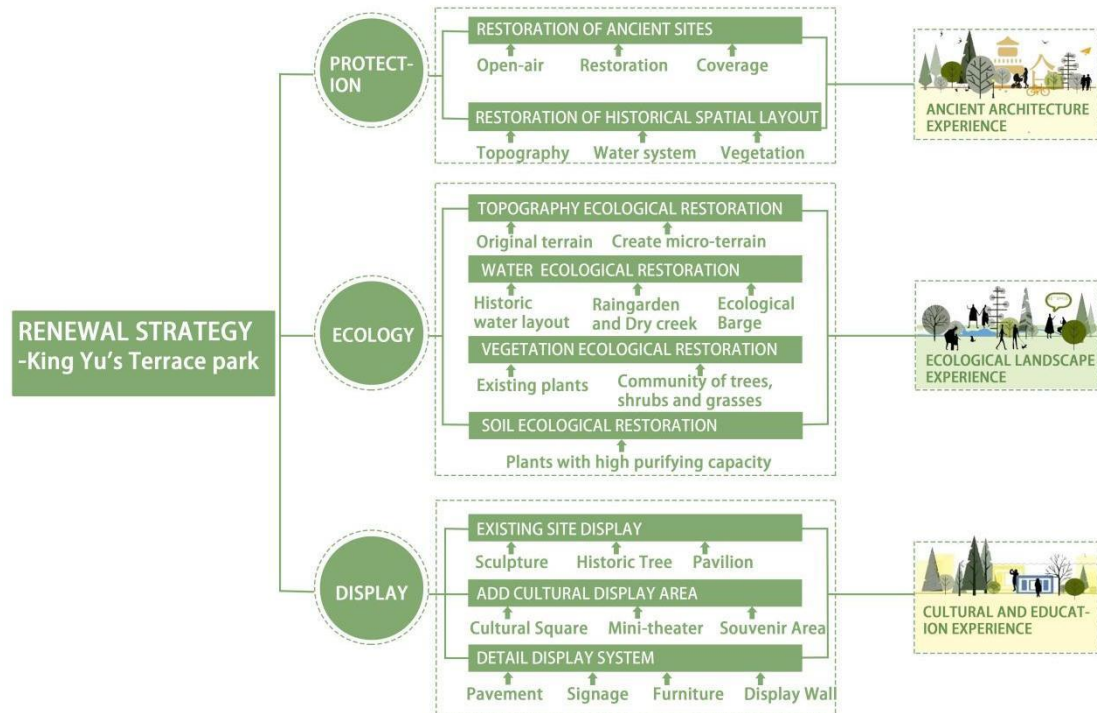 RENEWAL STRATEGY
-King Yu's Terrace park
PROTECT-
ION
RESTORATION OF ANCIENT SITES
Open-air Restoration Coverage
RESTORATION OF HISTORICAL SPATIAL LAYOUT
Topography Water system Vegetation
ANCIENT ARCHITECTURE
EXPERIENCE
ECOLOGY
TOPOGRAPHY ECOLOGICAL RESTORATION
Original terrain Create micro-terrain
WATER ECOLOGICAL RESTORATION
Historic
water layout
Raingarden
and Dry creek
Ecological
Barge
VEGETATION ECOLOGICAL RESTORATION
Existing plants
Community of trees,
shrubs and grasses
SOIL ECOLOGICAL RESTORATION
Plants with high purifying capacity
ECOLOGICAL LANDSCAPE
EXPERIENCE
DISPLAY
EXISTING SITE DISPLAY
Sculpture Historic Tree Pavilion
ADD CULTURAL DISPLAY AREA
Cultural Square Mini-theater Souvenir Area
DETAIL DISPLAY SYSTEM
Pavement Signage Furniture Display Wall
CULTURAL AND EDUCAT-
ION EXPERIENCE